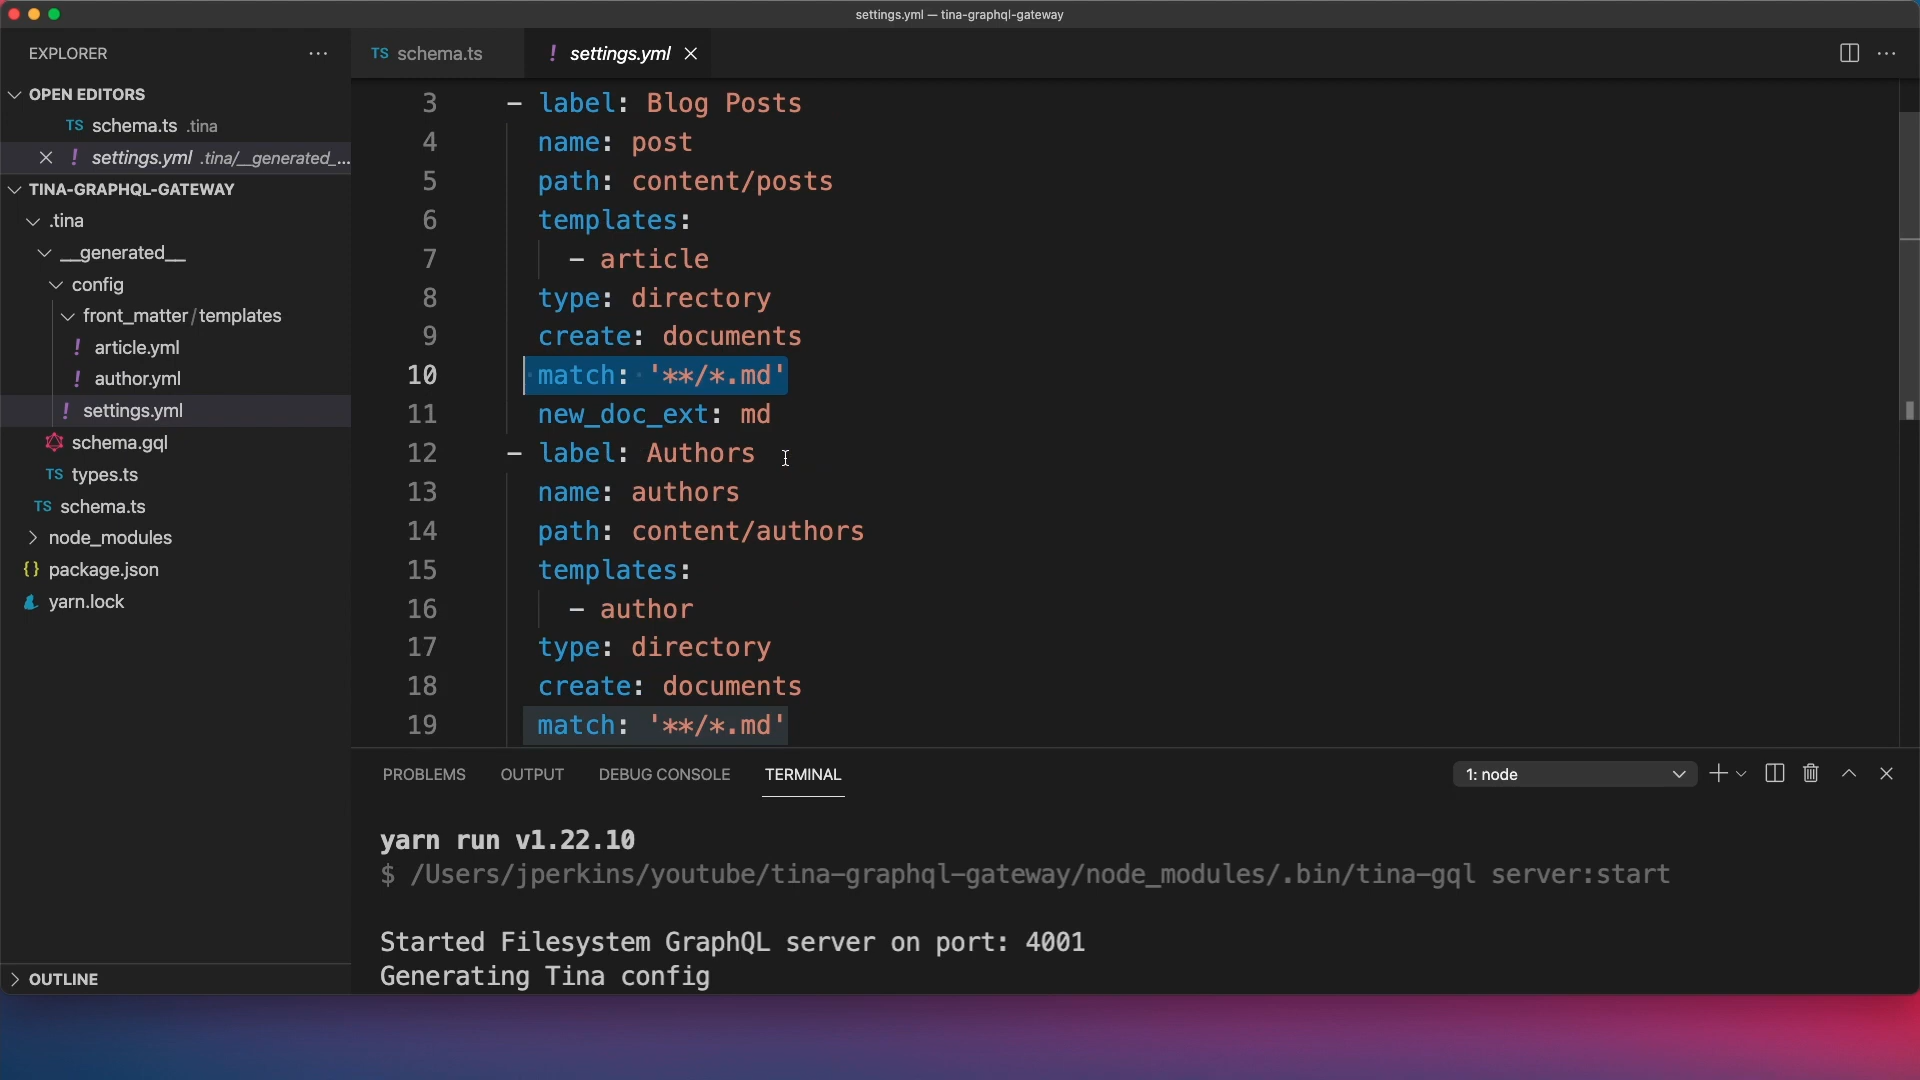 settings.yml — tina-graphql-gateway
EXPLORER
TS schema.ts
! settings.yml
OPEN EDITORS
TS schema.ts .tina
! settings.yml .tina/__generated_...
TINA-GRAPHQL-GATEWAY
.tina
__generated__
config
front_matter/templates
! article.yml
! author.yml
! settings.yml
schema.gql
TS types.ts
TS schema.ts
node_modules
{} package.json
yarn.lock
OUTLINE
3 - label: Blog Posts
4 name: post
5 path: content/posts
6 templates:
7 - article
8 type: directory
9 create: documents
10 match: '**/*.md'
11 new_doc_ext: md
12 - label: Authors
13 name: authors
14 path: content/authors
15 templates:
16 - author
17 type: directory
18 create: documents
19 match: '**/*.md'
PROBLEMS OUTPUT DEBUG CONSOLE TERMINAL
1: node
yarn run v1.22.10
$ /Users/jperkins/youtube/tina-graphql-gateway/node_modules/.bin/tina-gql server:start
Started Filesystem GraphQL server on port: 4001
Generating Tina config